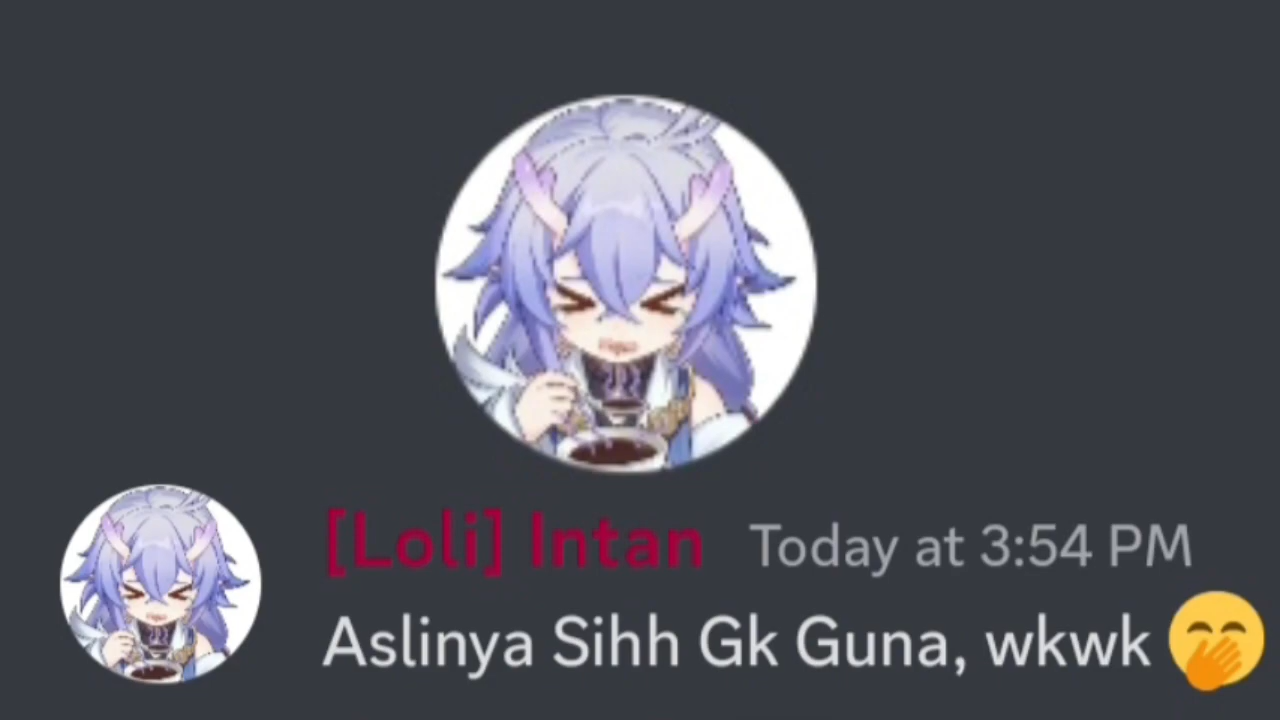 [Loli] Intan Today at 3:54 PM
Aslinya Sihh Gk Guna, wkwk 🤭